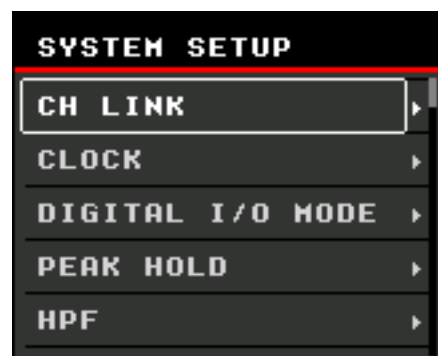 SYSTEM SETUP
CH LINK
CLOCK
DIGITAL I/O MODE
PEAK HOLD
HPF